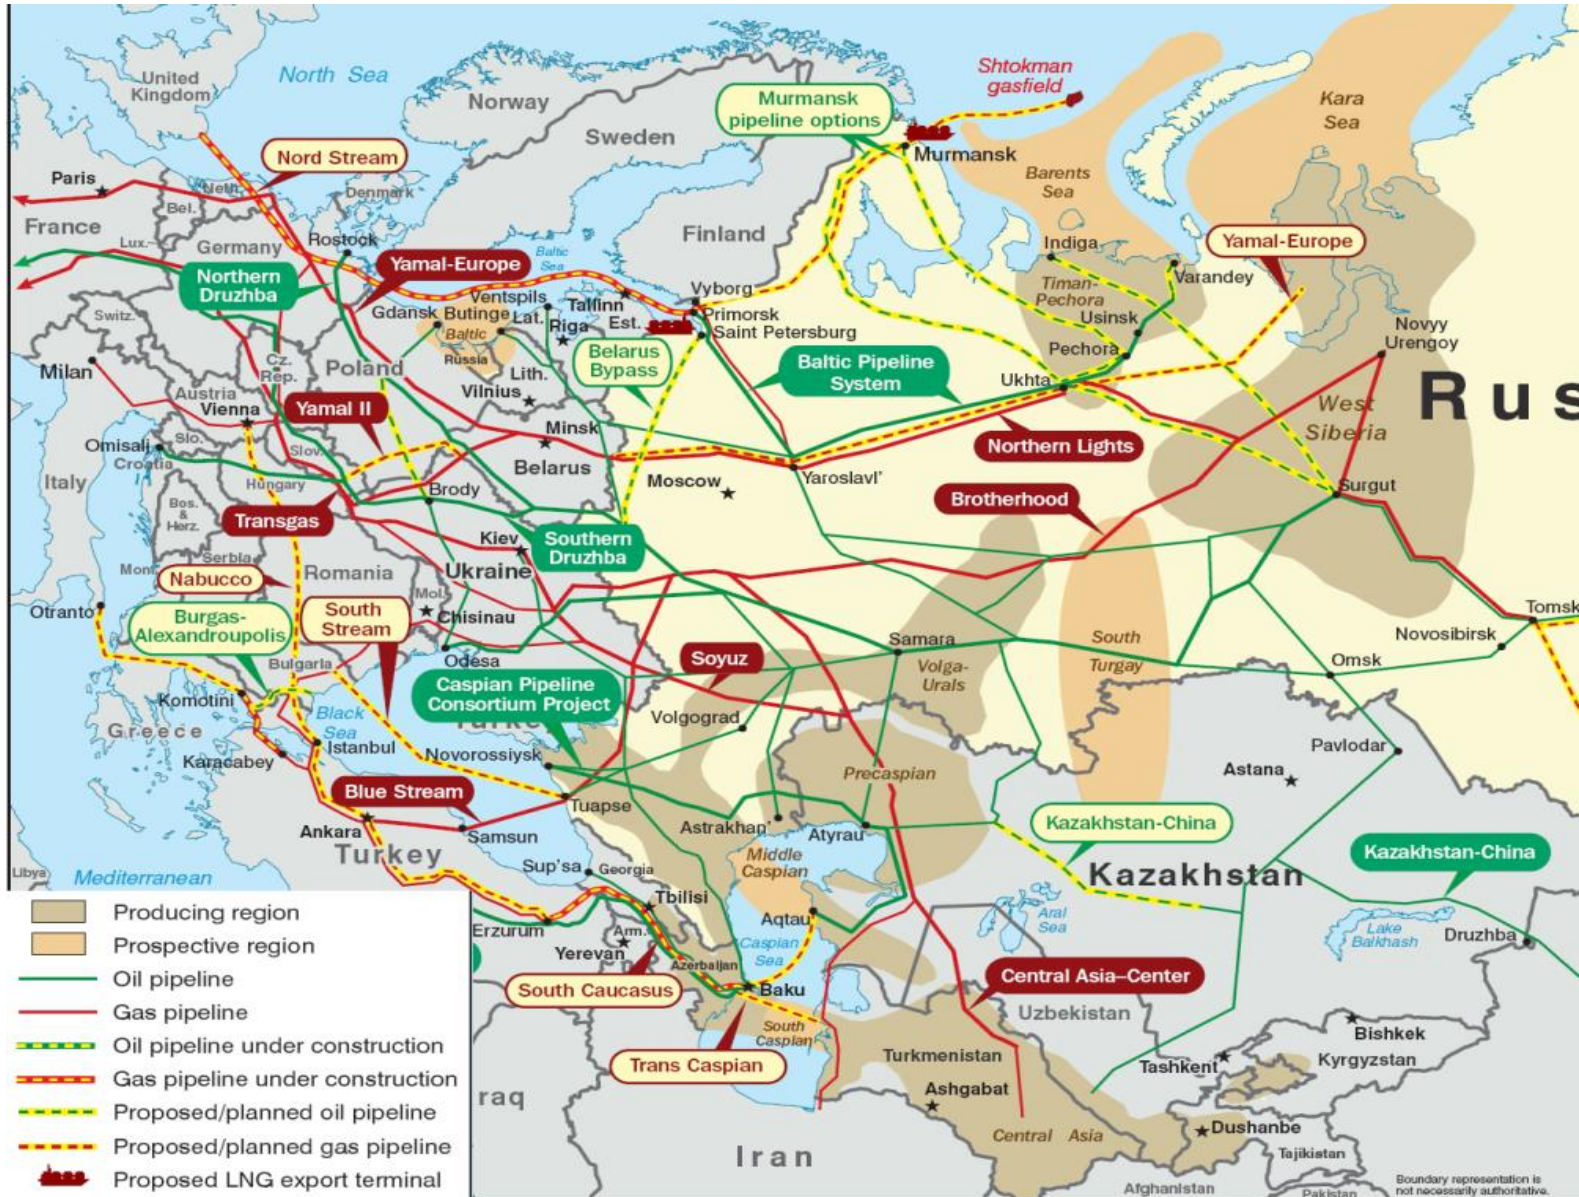 North Sea
United
Kingdom
Norway
Sweden
Finland
Murmansk
pipeline options
Shtokman
gasfield
Kara
Sea
Murmansk
Barents
Sea
Nord Stream
Paris
Neth.
Bel.
Denmark
France
Lux.
Germany
Rostock
Northern
Druzhba
Yamal-Europe
Baltic
Sea
Vyborg
Primorsk
Saint Petersburg
Ventspils
Tallinn
Est.
Gdansk
Butinge
Lat.
Riga
Baltic
Russia
Lith.
Vilnius
Belarus
Bypass
Baltic Pipeline
System
Indiga
Varandey
Timan-
Pechora
Usinsk
Pechora
Ukhta
Yamal-Europe
Novyy
Urengoy
Rus
West
Siberia
Switz.
Milan
Cz.
Rep.
Poland
Austria
Vienna
Yamal II
Minsk
Belarus
Moscow
Yaroslavl'
Northern Lights
Brotherhood
Surgut
Omisalj
Slo.
Croatia
Slov.
Hungary
Italy
Bos.
&
Herz.
Transgas
Brody
Kiev
Southern
Druzhba
Ukraine
Serbia
Mont.
Nabucco
Romania
Mol.
Chisinau
Otranto
Burgas-
Alexandroupolis
South
Stream
Odesa
Bulgaria
Soyuz
Samara
Volga-
Urals
South
Turgay
Tomsk
Novosibirsk
Omsk
Caspian Pipeline
Consortium Project
Volgograd
Komotini
Black
Sea
Greece
Istanbul
Karacabey
Novorossiysk
Precaspian
Pavlodar
Astana
Blue Stream
Tuapse
Samsun
Ankara
Turkey
Astrakhan'
Atyrau
Kazakhstan-China
Kazakhstan-China
Kazakhstan
Libya
Mediterranean
Sup'sa
Georgia
Tbilisi
Middle
Caspian
Aqtau
Aral
Sea
Lake
Balkhash
Druzhba
Erzurum
Arm.
Yerevan
Azerbaijan
Caspian
Sea
Baku
South Caucasus
Central Asia–Center
Uzbekistan
South
Caspian
Trans Caspian
Turkmenistan
Ashgabat
Bishkek
Kyrgyzstan
Tashkent
Dushanbe
Tajikistan
Central Asia
raq
Iran
Afghanistan
Pakistan
Boundary representation is
not necessarily authoritative.
Producing region
Prospective region
Oil pipeline
Gas pipeline
Oil pipeline under construction
Gas pipeline under construction
Proposed/planned oil pipeline
Proposed/planned gas pipeline
Proposed LNG export terminal